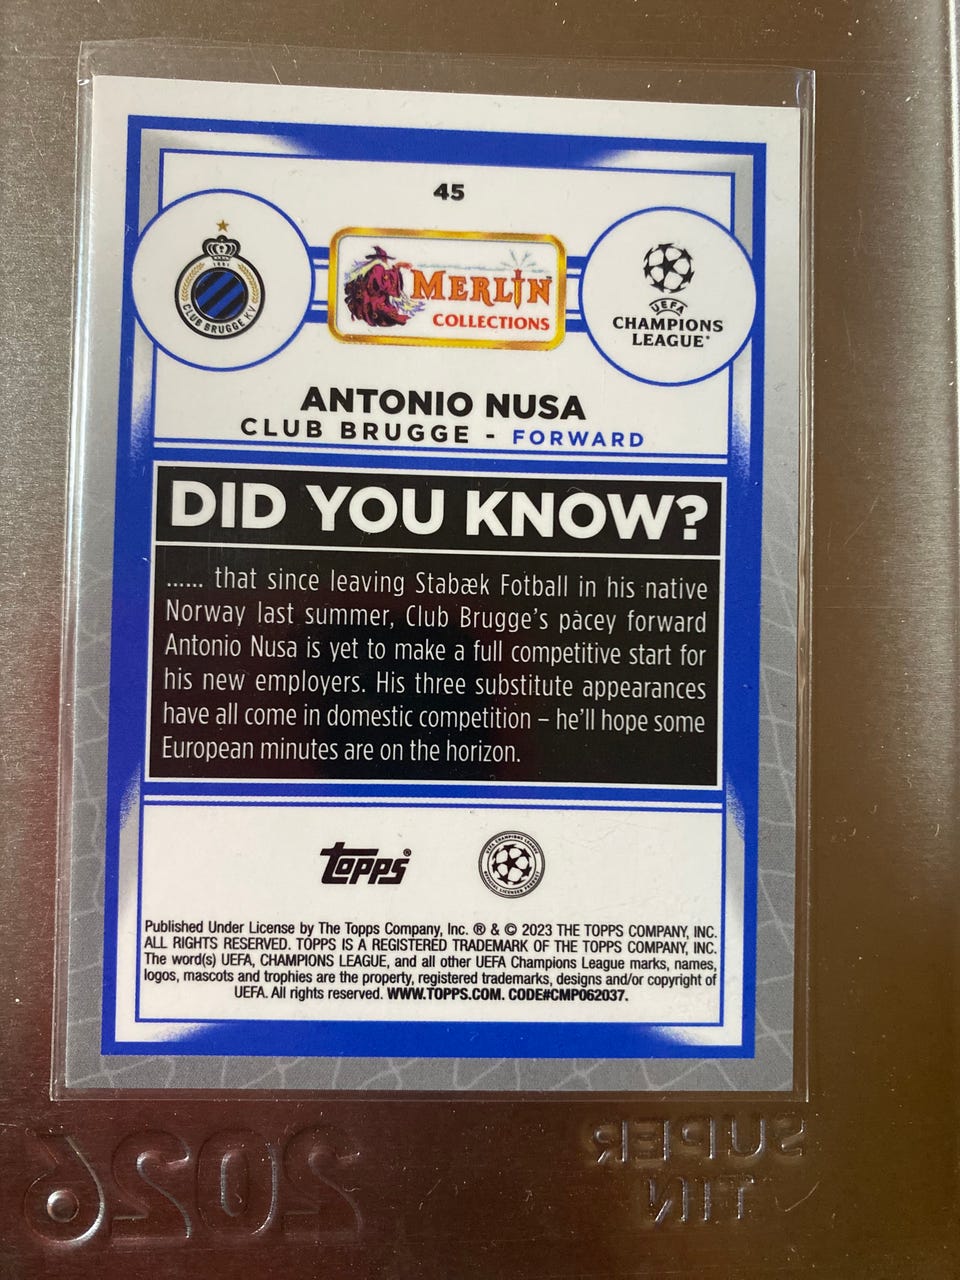 45
CLUB BRUGGE KV
MERLIN
COLLECTIONS
UEFA
CHAMPIONS
LEAGUE®
ANTONIO NUSA
CLUB BRUGGE - FORWARD
DID YOU KNOW?
...... that since leaving Stabæk Fotball in his native
Norway last summer, Club Brugge's pacey forward
Antonio Nusa is yet to make a full competitive start for
his new employers. His three substitute appearances
have all come in domestic competition – he'll hope some
European minutes are on the horizon.
topps®
Published Under License by The Topps Company, Inc. ® & © 2023 THE TOPPS COMPANY, INC.
ALL RIGHTS RESERVED. TOPPS IS A REGISTERED TRADEMARK OF THE TOPPS COMPANY, INC.
The word(s) UEFA, CHAMPIONS LEAGUE, and all other UEFA Champions League marks, names,
logos, mascots and trophies are the property, registered trademarks, designs and/or copyright of
UEFA. All rights reserved. WWW.TOPPS.COM. CODE#CMP062037.
SUPER
2026 TIN